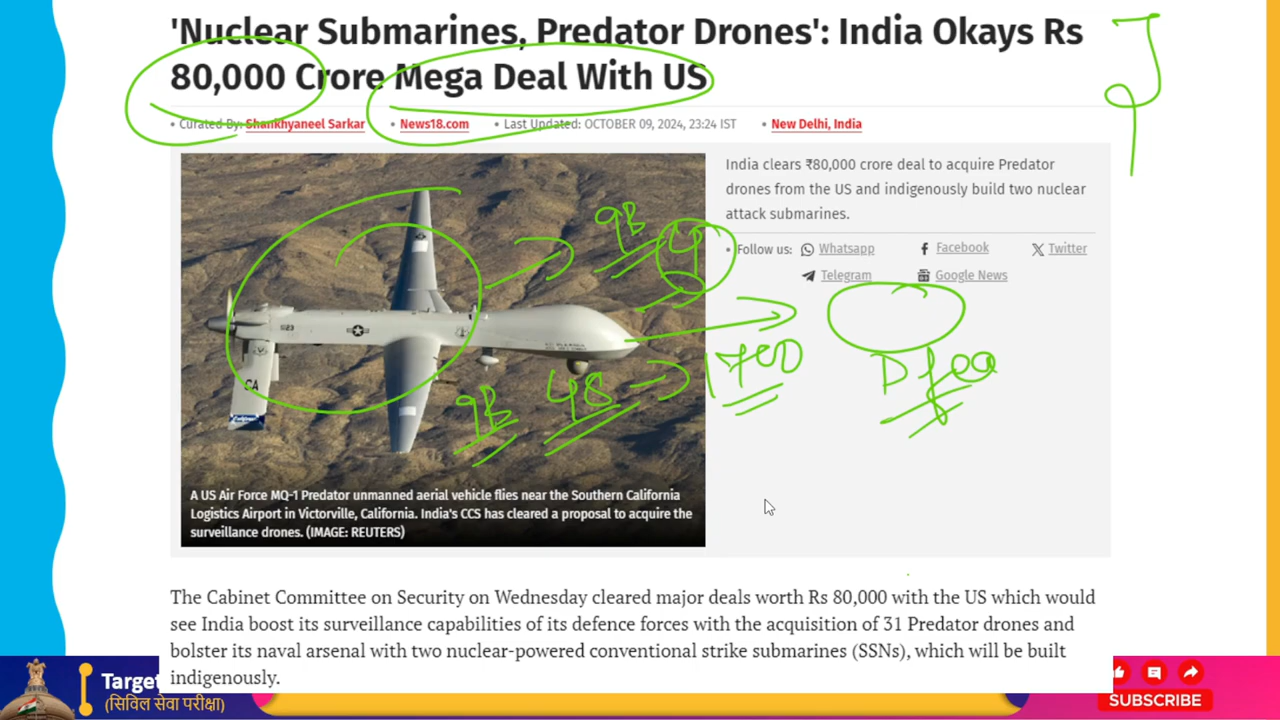 'Nuclear Submarines, Predator Drones': India Okays Rs
80,000 Crore Mega Deal With US
• Curated By: Shankhyaneel Sarkar • News18.com • Last Updated: OCTOBER 09, 2024, 23:24 IST • New Delhi, India
India clears ₹80,000 crore deal to acquire Predator
drones from the US and indigenously build two nuclear
attack submarines.
• Follow us: Whatsapp Facebook Twitter
Telegram Google News
9B
9B 48 → 1700
CA
A US Air Force MQ-1 Predator unmanned aerial vehicle flies near the Southern California
Logistics Airport in Victorville, California. India's CCS has cleared a proposal to acquire the
surveillance drones. (IMAGE: REUTERS)
The Cabinet Committee on Security on Wednesday cleared major deals worth Rs 80,000 with the US which would
see India boost its surveillance capabilities of its defence forces with the acquisition of 31 Predator drones and
bolster its naval arsenal with two nuclear-powered conventional strike submarines (SSNs), which will be built
indigenously.
Target
(सिविल सेवा परीक्षा)
SUBSCRIBE